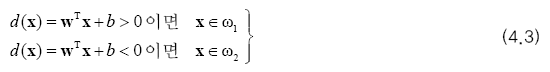 d(x) = wᵀx + b > 0 이면 x ∈ ω₁
d(x) = wᵀx + b < 0 이면 x ∈ ω₂
(4.3)